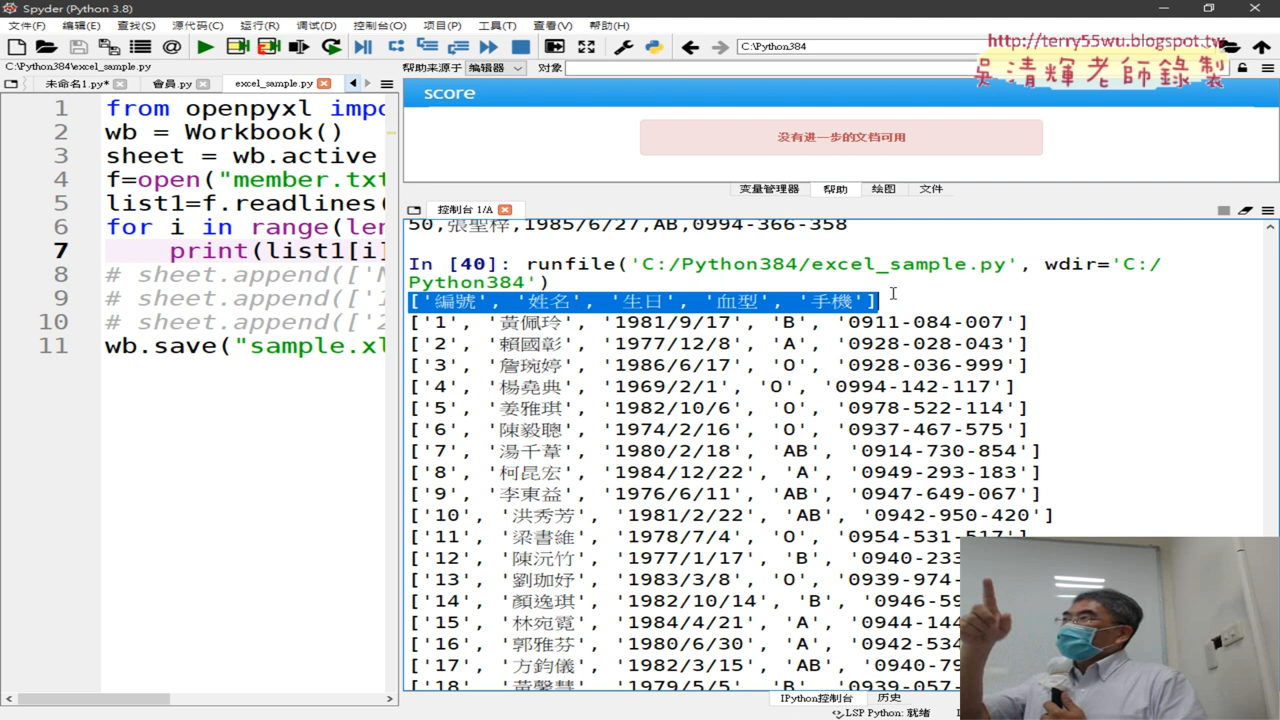 Spyder (Python 3.8)
文件(F) 编辑(E) 查找(S) 源代码(C) 运行(R) 调试(D) 控制台(O) 项目(P) 工具(T) 查看(V) 帮助(H)
C:\Python384
http://terry55wu.blogspot.tw
吳清輝老師錄製
C:\Python384\excel_sample.py
帮助来源于 编辑器 对象
未命名1.py* 會員.py excel_sample.py
score
没有进一步的文档可用
变量管理器 帮助 绘图 文件
控制台 1/A
1 from openpyxl impo
2 wb = Workbook()
3 sheet = wb.active
4 f=open("member.txt
5 list1=f.readlines(
6 for i in range(len
7 print(list1[i]
8 # sheet.append(['
9 # sheet.append(['
10 # sheet.append(['2
11 wb.save("sample.xl
50,張聖梓,1985/6/27,AB,0994-366-358
In [40]: runfile('C:/Python384/excel_sample.py', wdir='C:/
Python384')
['編號', '姓名', '生日', '血型', '手機']
['1', '黃佩玲', '1981/9/17', 'B', '0911-084-007']
['2', '賴國彰', '1977/12/8', 'A', '0928-028-043']
['3', '詹琬婷', '1986/6/17', 'O', '0928-036-999']
['4', '楊堯典', '1969/2/1', 'O', '0994-142-117']
['5', '姜雅琪', '1982/10/6', 'O', '0978-522-114']
['6', '陳毅聰', '1974/2/16', 'O', '0937-467-575']
['7', '湯千葦', '1980/2/18', 'AB', '0914-730-854']
['8', '柯昆宏', '1984/12/22', 'A', '0949-293-183']
['9', '李東益', '1976/6/11', 'AB', '0947-649-067']
['10', '洪秀芳', '1981/2/22', 'AB', '0942-950-420']
['11', '梁書維', '1978/7/4', 'O', '0954-531-517']
['12', '陳沅竹', '1977/1/17', 'B', '0940-233
['13', '劉珈妤', '1983/3/8', 'O', '0939-974-
['14', '顏逸琪', '1982/10/14', 'B', '0946-59
['15', '林宛霓', '1984/4/21', 'A', '0944-144
['16', '郭雅芬', '1980/6/30', 'A', '0942-534
['17', '方鈞儀', '1982/3/15', 'AB', '0940-79
['18', '黃馨慧', '1979/5/5', 'B', '0939-057-
IPython控制台 历史
LSP Python: 就绪